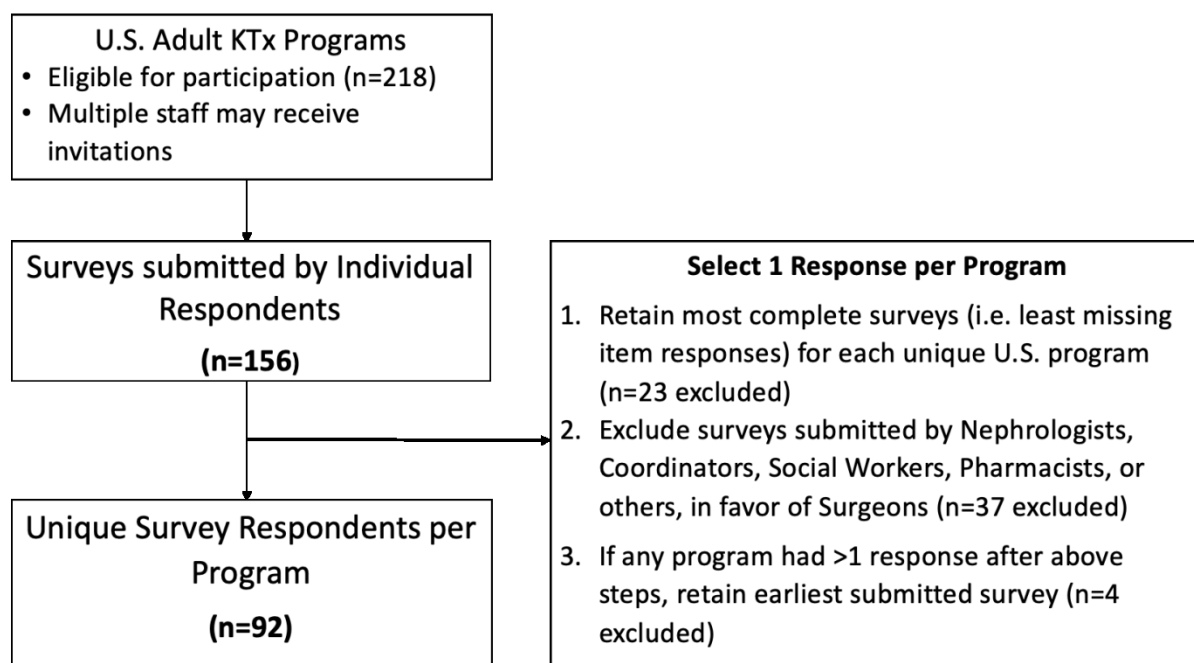 U.S. Adult KTx Programs
• Eligible for participation (n=218)
• Multiple staff may receive
invitations
Surveys submitted by Individual
Respondents
(n=156)
Select 1 Response per Program
1. Retain most complete surveys (i.e. least missing
item responses) for each unique U.S. program
(n=23 excluded)
2. Exclude surveys submitted by Nephrologists,
Coordinators, Social Workers, Pharmacists, or
others, in favor of Surgeons (n=37 excluded)
3. If any program had >1 response after above
steps, retain earliest submitted survey (n=4
excluded)
Unique Survey Respondents per
Program
(n=92)